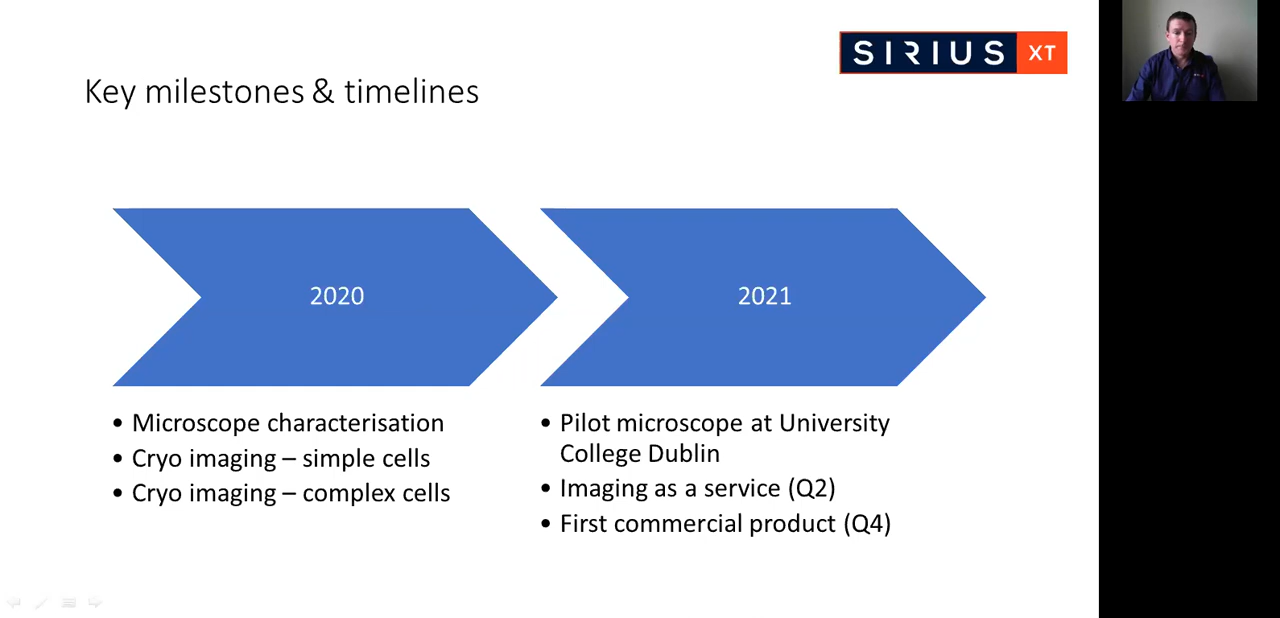 SIRIUS XT
Key milestones & timelines
2020
2021
• Microscope characterisation
• Cryo imaging – simple cells
• Cryo imaging – complex cells
• Pilot microscope at University
College Dublin
• Imaging as a service (Q2)
• First commercial product (Q4)